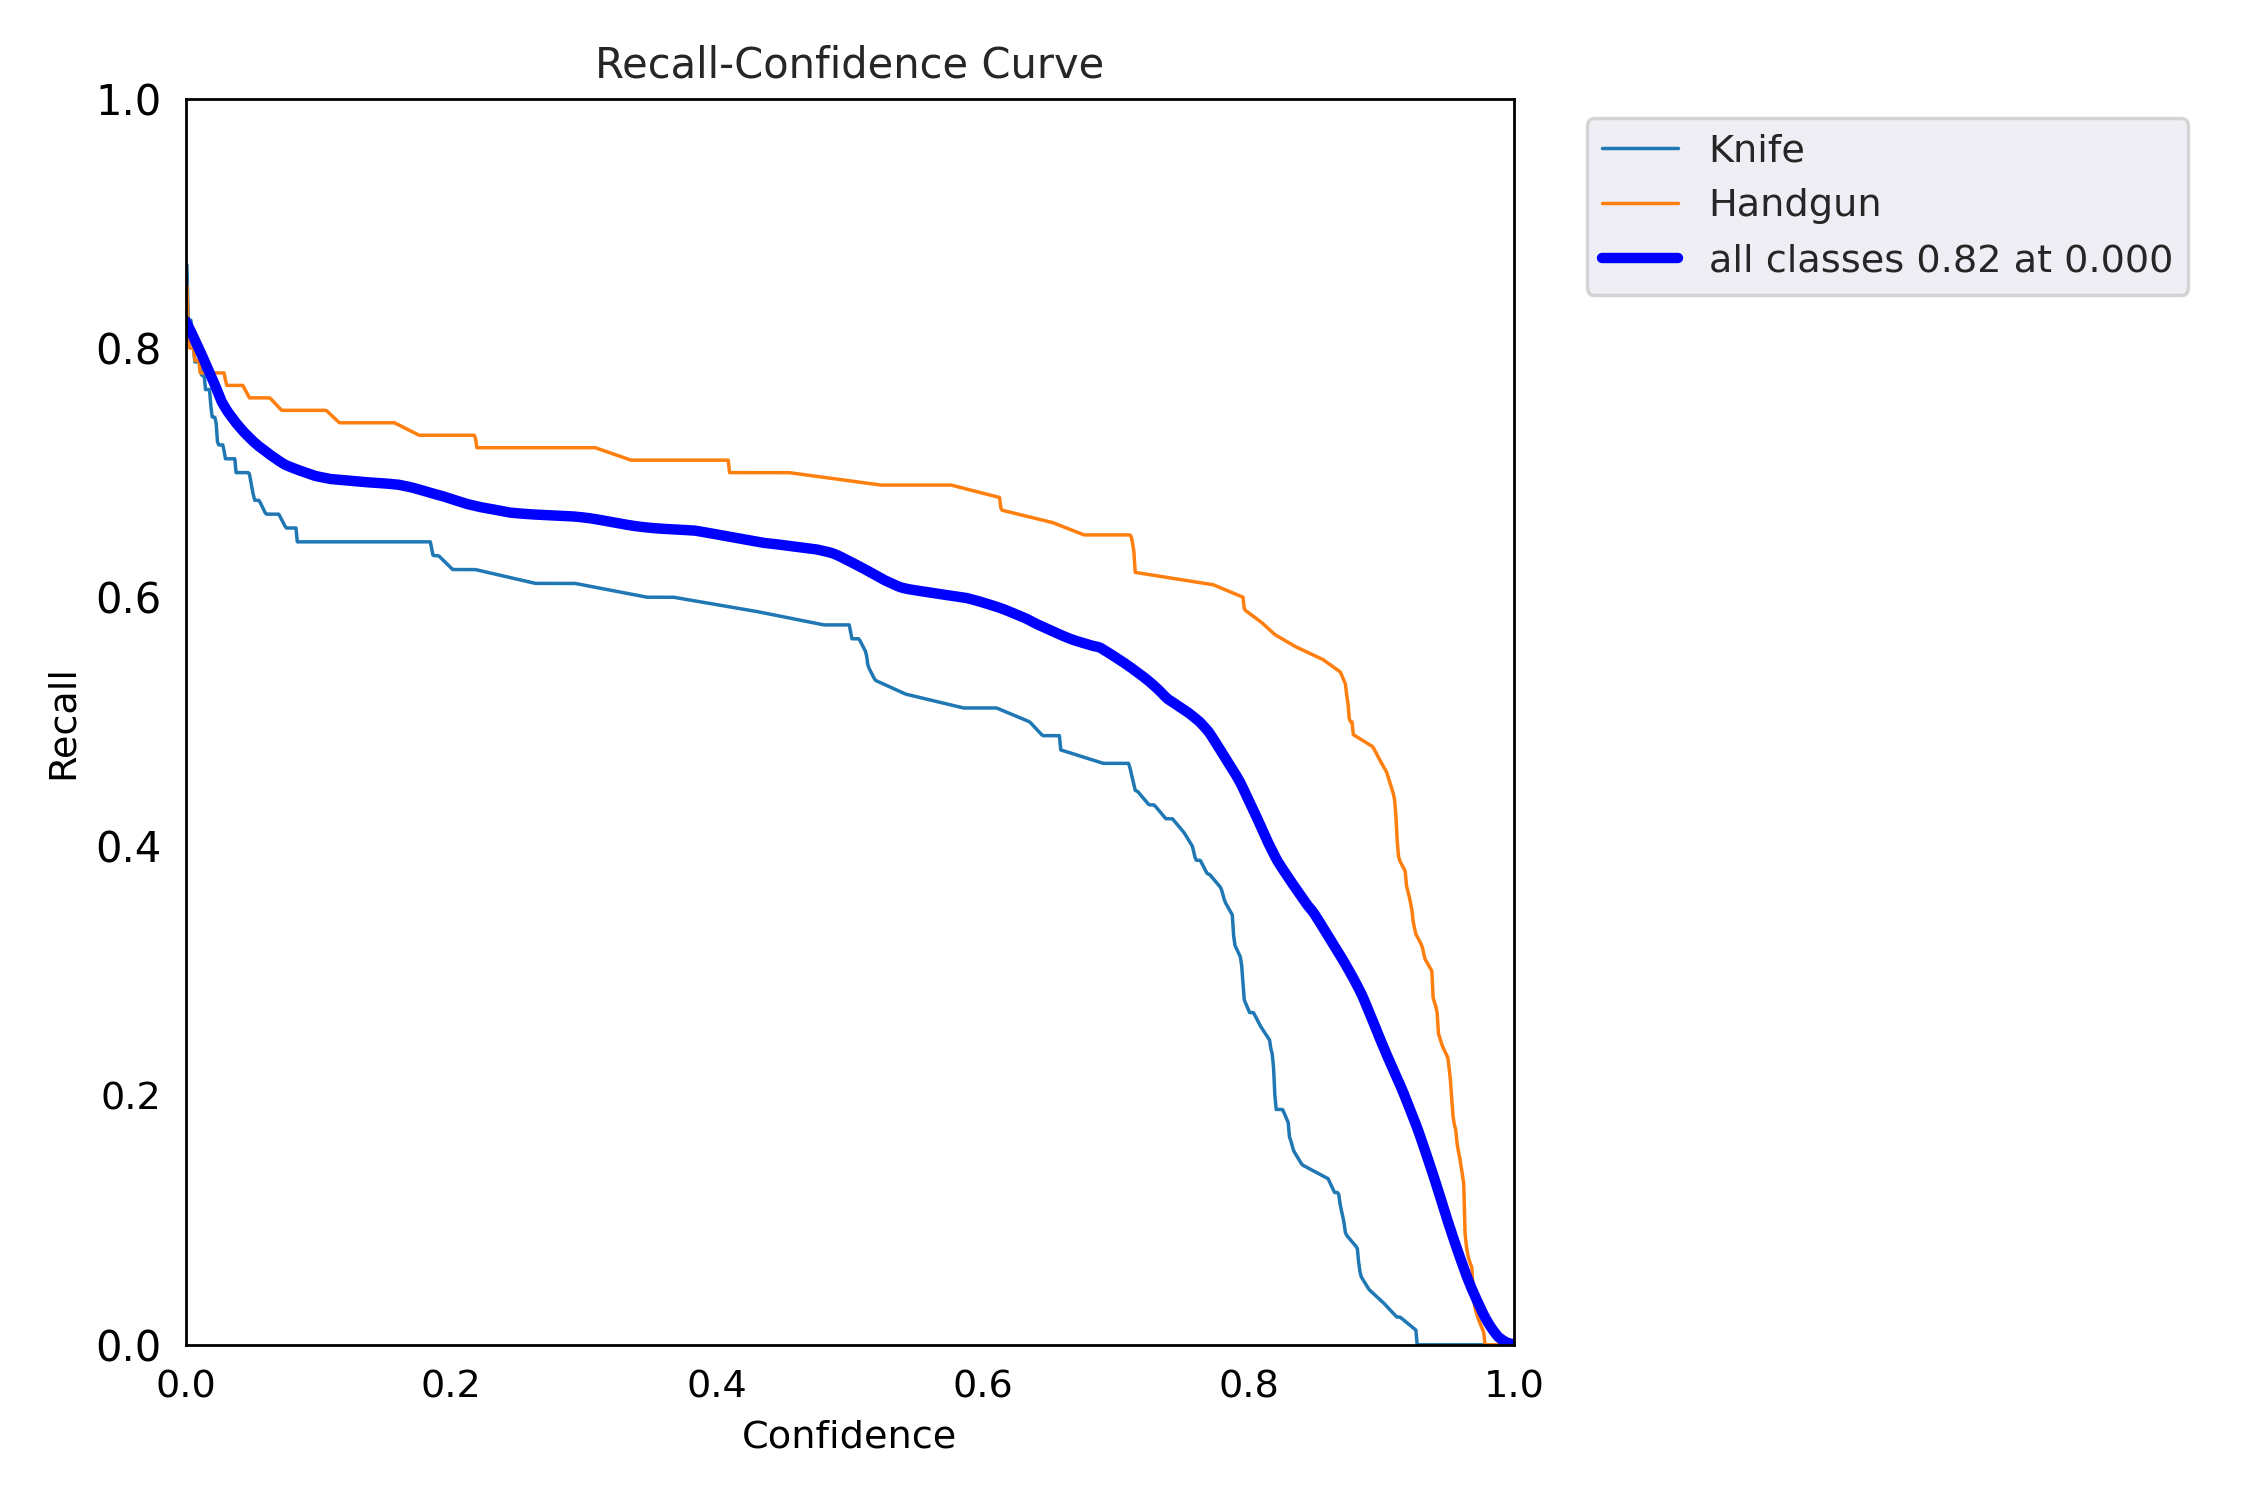 Recall-Confidence Curve
1.0
0.8
0.6
0.4
0.2
0.0
Recall
0.0 0.2 0.4 0.6 0.8 1.0
Confidence
Knife
Handgun
all classes 0.82 at 0.000